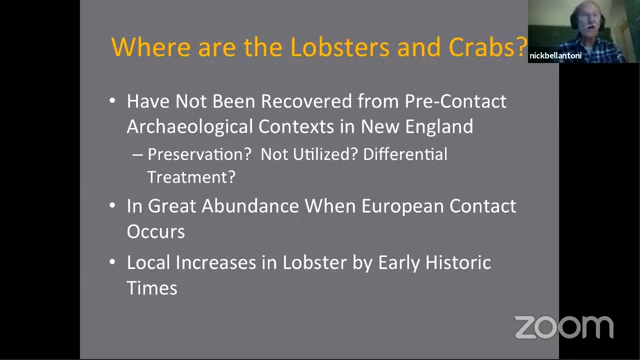 Where are the Lobsters and Crabs?
nickbellantoni
• Have Not Been Recovered from Pre-Contact
Archaeological Contexts in New England
– Preservation? Not Utilized? Differential
Treatment?
• In Great Abundance When European Contact
Occurs
• Local Increases in Lobster by Early Historic
Times
zoom